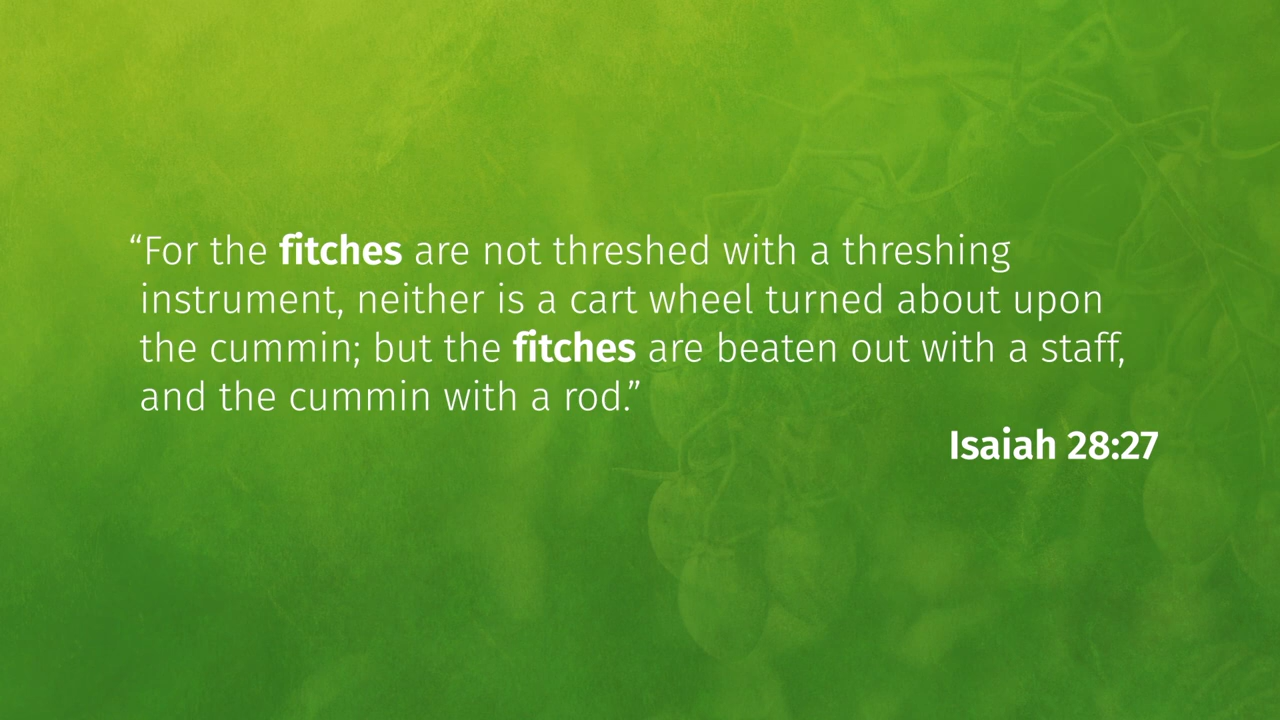 “For the fitches are not threshed with a threshing
instrument, neither is a cart wheel turned about upon
the cummin; but the fitches are beaten out with a staff,
and the cummin with a rod.”
Isaiah 28:27